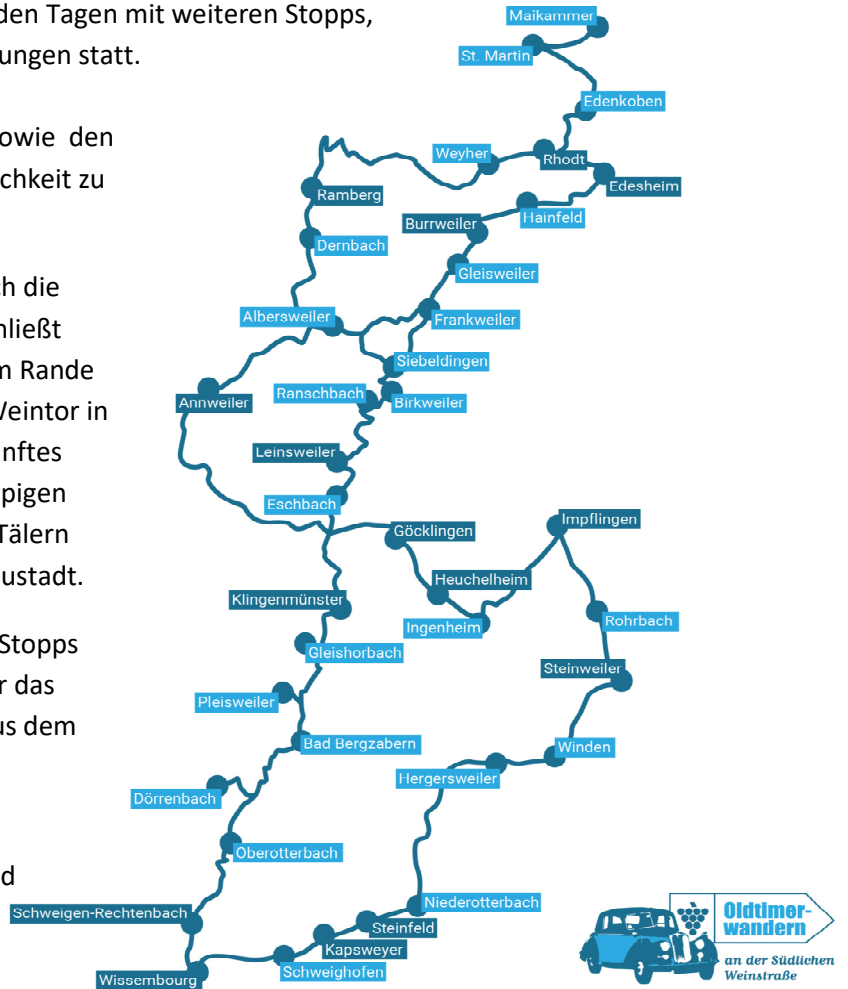 den Tagen mit weiteren Stopps,
ungen statt.
owie den
ichkeit zu
ch die
hließt
m Rande
Weintor in
nftes
pigen
Tälern
ustadt.
Stopps
r das
us dem
d
Maikammer
St. Martin
Edenkoben
Weyher
Rhodt
Edesheim
Ramberg
Hainfeld
Burrweiler
Dernbach
Gleisweiler
Albersweiler
Frankweiler
Siebeldingen
Ranschbach
Birkweiler
Annweiler
Leinsweiler
Eschbach
Göcklingen
Impflingen
Heuchelheim
Klingenmünster
Ingenheim
Rohrbach
Gleishorbach
Steinweiler
Pleisweiler
Bad Bergzabern
Winden
Hergersweiler
Dörrenbach
Oberotterbach
Niederotterbach
Schweigen-Rechtenbach
Steinfeld
Kapsweyer
Schweighofen
Wissembourg
Oldtimer-
wandern
an der Südlichen
Weinstraße